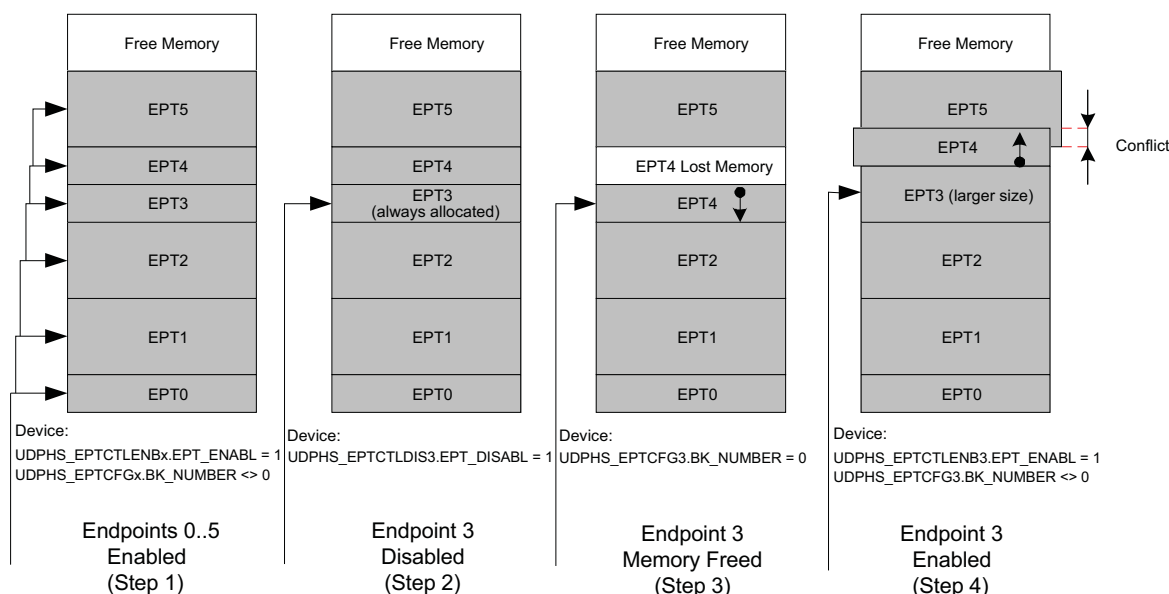 Free Memory
EPT5
EPT4
EPT3
EPT2
EPT1
EPT0
Device:
UDPHS_EPTCTLENBx.EPT_ENABL = 1
UDPHS_EPTCFGx.BK_NUMBER <> 0
Endpoints 0..5
Enabled
(Step 1)
Free Memory
EPT5
EPT4
EPT3
(always allocated)
EPT2
EPT1
EPT0
Device:
UDPHS_EPTCTLDIS3.EPT_DISABL = 1
Endpoint 3
Disabled
(Step 2)
Free Memory
EPT5
EPT4 Lost Memory
EPT4
EPT2
EPT1
EPT0
Device:
UDPHS_EPTCFG3.BK_NUMBER = 0
Endpoint 3
Memory Freed
(Step 3)
Free Memory
EPT5
EPT4
Conflict
EPT3 (larger size)
EPT2
EPT1
EPT0
Device:
UDPHS_EPTCTLENB3.EPT_ENABL = 1
UDPHS_EPTCFG3.BK_NUMBER <> 0
Endpoint 3
Enabled
(Step 4)